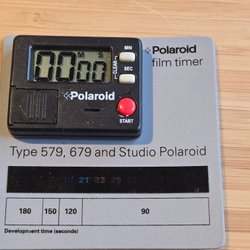 M S
00 00
MIN
CLEAR
SEC
Polaroid
START
Polaroid
film timer
Type 579, 679 and Studio Polaroid
21 23 25
180 150 120 90
Development time (seconds)